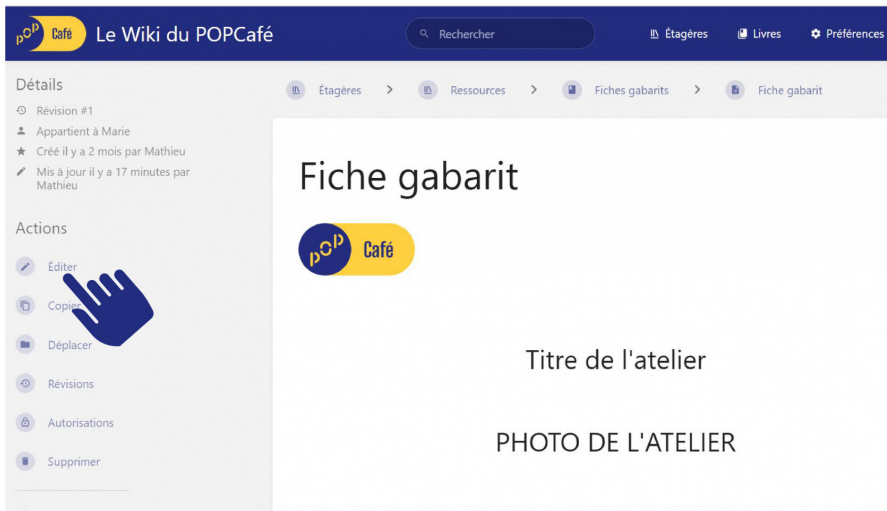 pop Café Le Wiki du POPCafé Rechercher Étagères Livres Préférences
Étagères > Ressources > Fiches gabarits > Fiche gabarit
Détails
Révision #1
Appartient à Marie
Créé il y a 2 mois par Mathieu
Mis à jour il y a 17 minutes par
Mathieu
Actions
Éditer
Copier
Déplacer
Révisions
Autorisations
Supprimer
Fiche gabarit
pop Café
Titre de l'atelier
PHOTO DE L'ATELIER